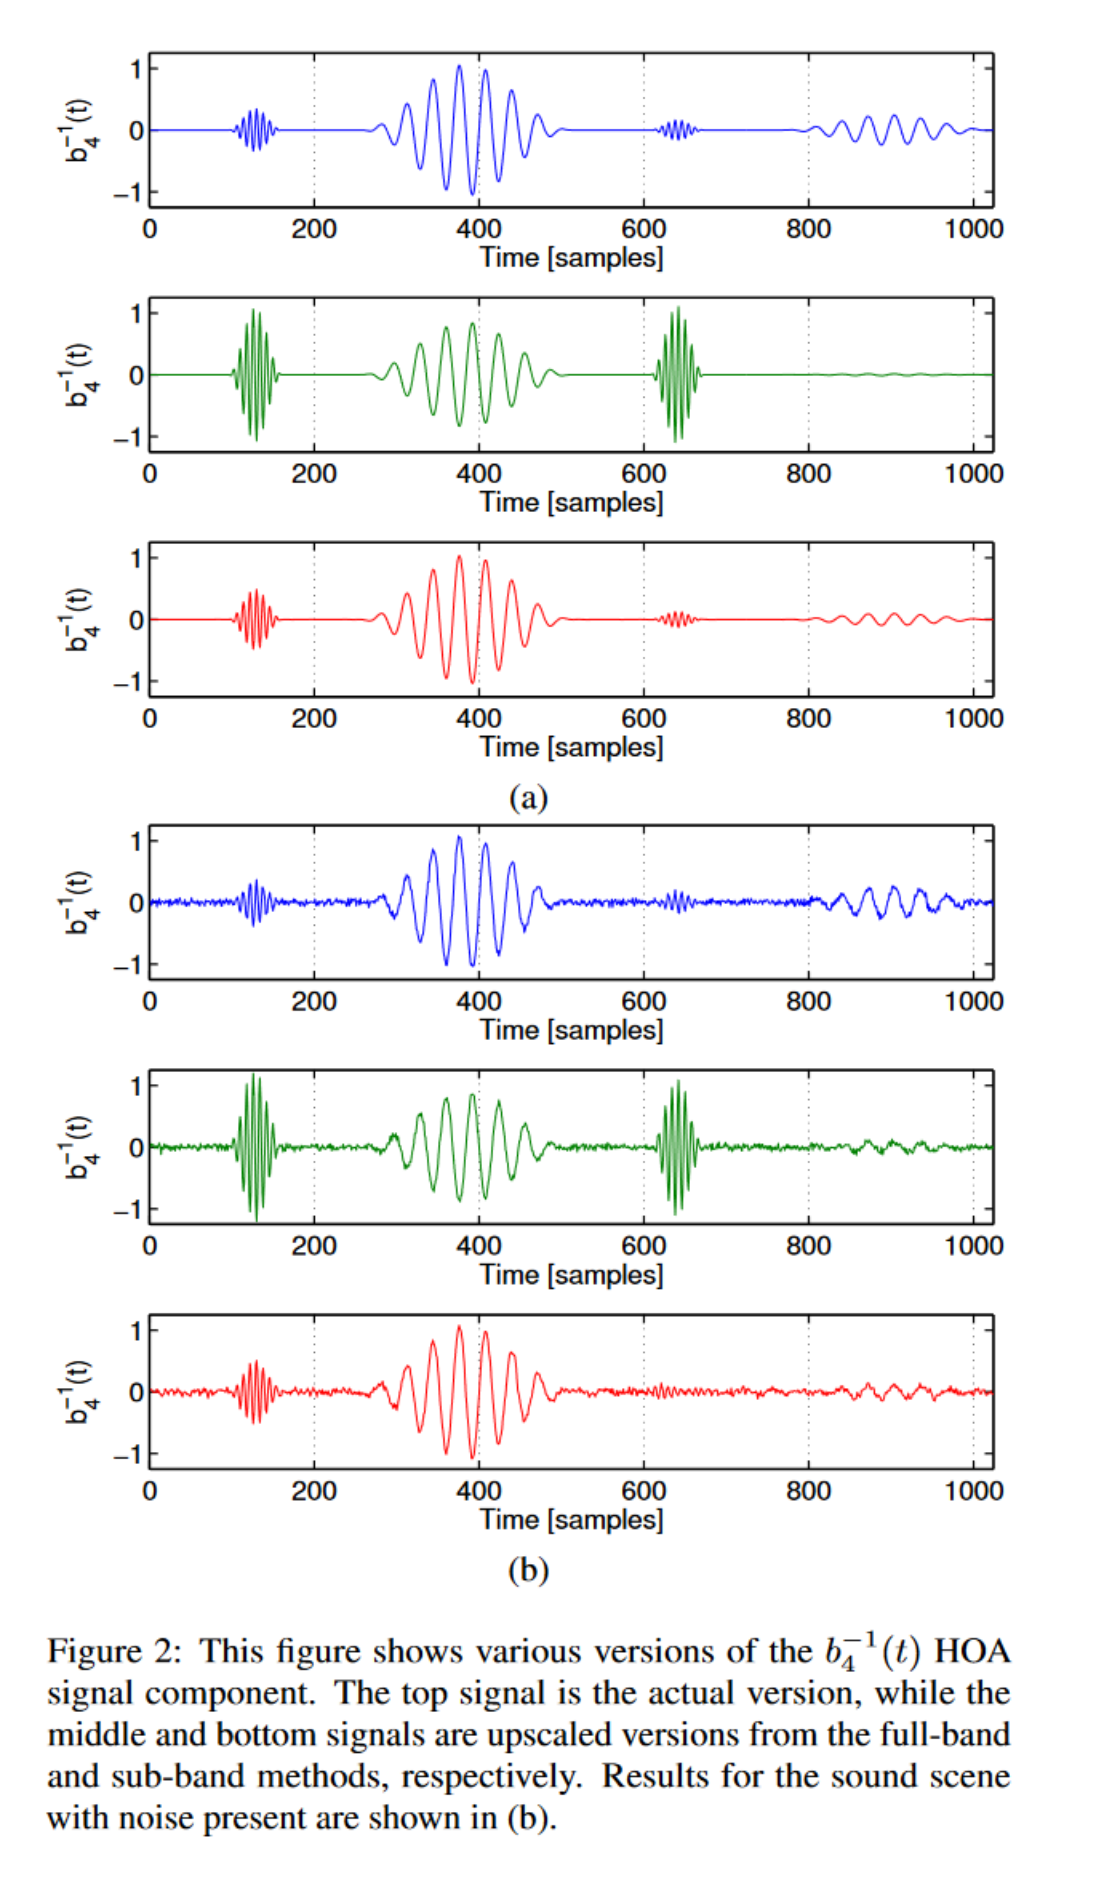 1
0
−1
b₄⁻¹(t)
0 200 400 600 800 1000
Time [samples]
1
0
−1
b₄⁻¹(t)
0 200 400 600 800 1000
Time [samples]
1
0
−1
b₄⁻¹(t)
0 200 400 600 800 1000
Time [samples]
(a)
1
0
−1
b₄⁻¹(t)
0 200 400 600 800 1000
Time [samples]
1
0
−1
b₄⁻¹(t)
0 200 400 600 800 1000
Time [samples]
1
0
−1
b₄⁻¹(t)
0 200 400 600 800 1000
Time [samples]
(b)
Figure 2: This figure shows various versions of the b₄⁻¹(t) HOA
signal component. The top signal is the actual version, while the
middle and bottom signals are upscaled versions from the full-band
and sub-band methods, respectively. Results for the sound scene
with noise present are shown in (b).